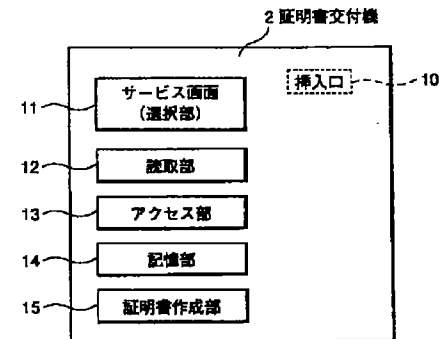 2 証明書交付機
挿入口
10
11
サービス画面
(選択部)
12
読取部
13
アクセス部
14
記憶部
15
証明書作成部